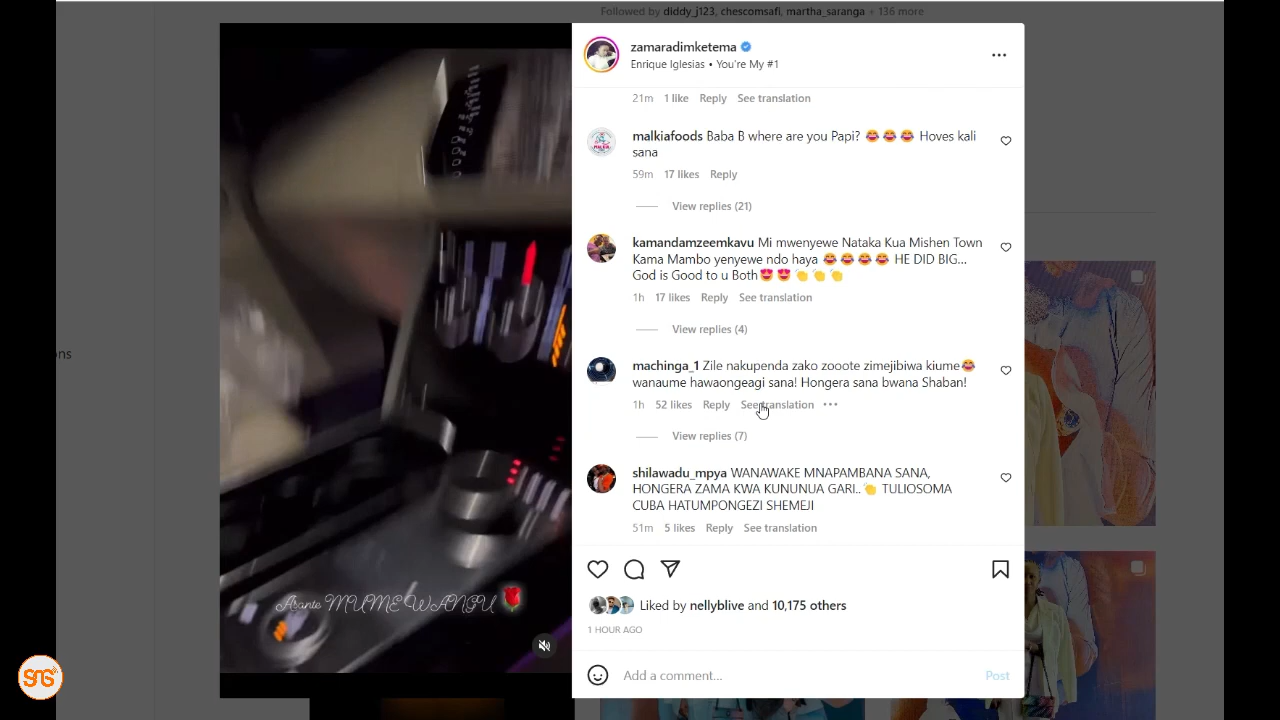 Followed by diddy_j123, chescomsafi, martha_saranga + 136 more
zamaradimketema
Enrique Iglesias • You're My #1
21m 1 like Reply See translation
malkiafoods Baba B where are you Papi? 😂😂😂 Hoves kali
sana
59m 17 likes Reply
View replies (21)
kamandamzeemkavu Mi mwenyewe Nataka Kua Mishen Town
Kama Mambo yenyewe ndo haya 😂😂😂😂 HE DID BIG...
God is Good to u Both😍😍👏👏👏
1h 17 likes Reply See translation
View replies (4)
ons
machinga_1 Zile nakupenda zako zooote zimejibiwa kiume😂
wanaume hawaongeagi sana! Hongera sana bwana Shaban!
1h 52 likes Reply See translation
View replies (7)
shilawadu_mpya WANAWAKE MNAPAMBANA SANA,
HONGERA ZAMA KWA KUNUNUA GARI..👏 TULIOSOMA
CUBA HATUMPONGEZI SHEMEJI
51m 5 likes Reply See translation
Asante MUME WANGU 🌹
Liked by nellyblive and 10,175 others
1 HOUR AGO
Add a comment...
Post
SNG